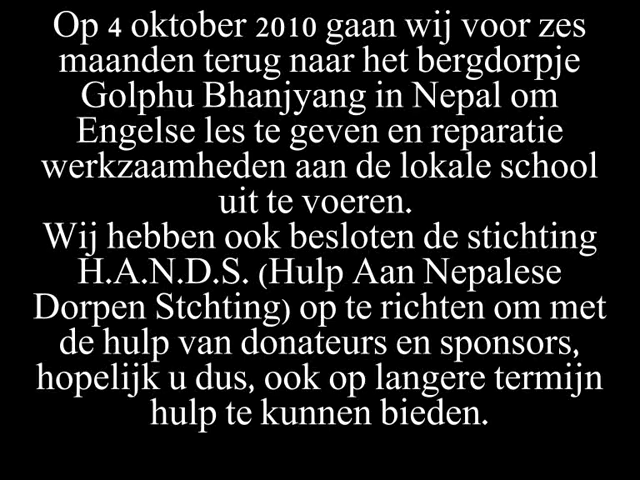 Op 4 oktober 2010 gaan wij voor zes
maanden terug naar het bergdorpje
Golphu Bhanjyang in Nepal om
Engelse les te geven en reparatie
werkzaamheden aan de lokale school
uit te voeren.
Wij hebben ook besloten de stichting
H.A.N.D.S. (Hulp Aan Nepalese
Dorpen Stchting) op te richten om met
de hulp van donateurs en sponsors,
hopelijk u dus, ook op langere termijn
hulp te kunnen bieden.